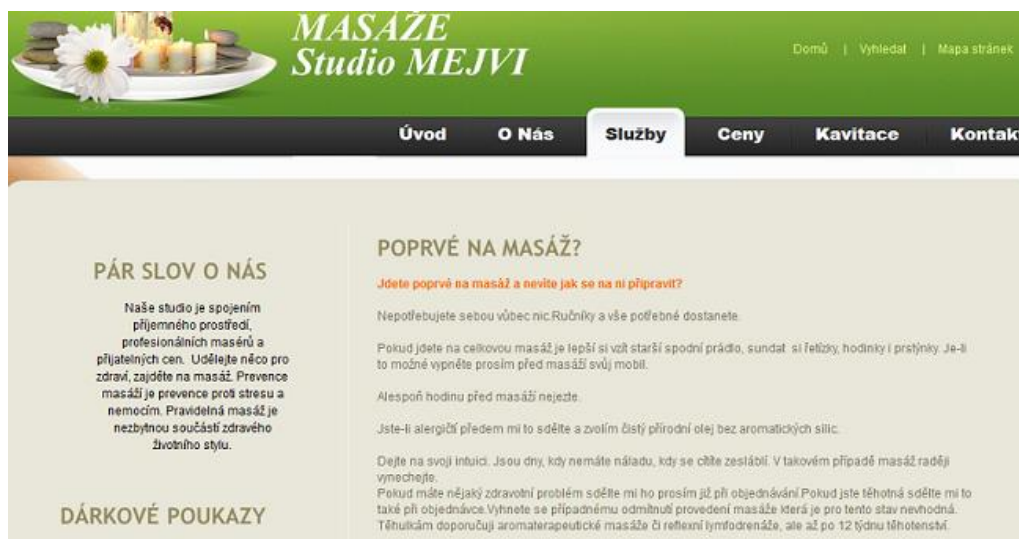 MASÁŽE
Studio MEJVI
Domů | Vyhledat | Mapa stránek
Úvod O Nás Služby Ceny Kavitace Kontak
PÁR SLOV O NÁS
Naše studio je spojením
příjemného prostředí,
profesionálních masérů a
přijatelných cen. Udělejte něco pro
zdraví, zajděte na masáž. Prevence
masáží je prevence proti stresu a
nemocím. Pravidelná masáž je
nezbytnou součástí zdravého
životního stylu.
DÁRKOVÉ POUKAZY
POPRVÉ NA MASÁŽ?
Jdete poprvé na masáž a nevíte jak se na ni připravit?
Nepotřebujete sebou vůbec nic.Ručníky a vše potřebné dostanete.
Pokud jdete na celkovou masáž je lepší si vzít starší spodní prádlo, sundat si řetízky, hodinky i prstýnky. Je-li
to možné vypněte prosím před masáží svůj mobil.
Alespoň hodinu před masáží nejezte.
Jste-li alergičtí předem mi to sdělte a zvolím čistý přírodní olej bez aromatických silic.
Dejte na svoji intuici. Jsou dny, kdy nemáte náladu, kdy se cítíte zesláblí. V takovém případě masáž raději
vynechejte.
Pokud máte nějaký zdravotní problém sdělte mi ho prosím již při objednávání.Pokud jste těhotná sdělte mi to
také při objednávce.Vyhnete se případnému odmítnutí provedení masáže která je pro tento stav nevhodná.
Těhulkám doporučuji aromaterapeutické masáže či reflexní lymfodrenáže, ale až po 12 týdnu těhotenství.